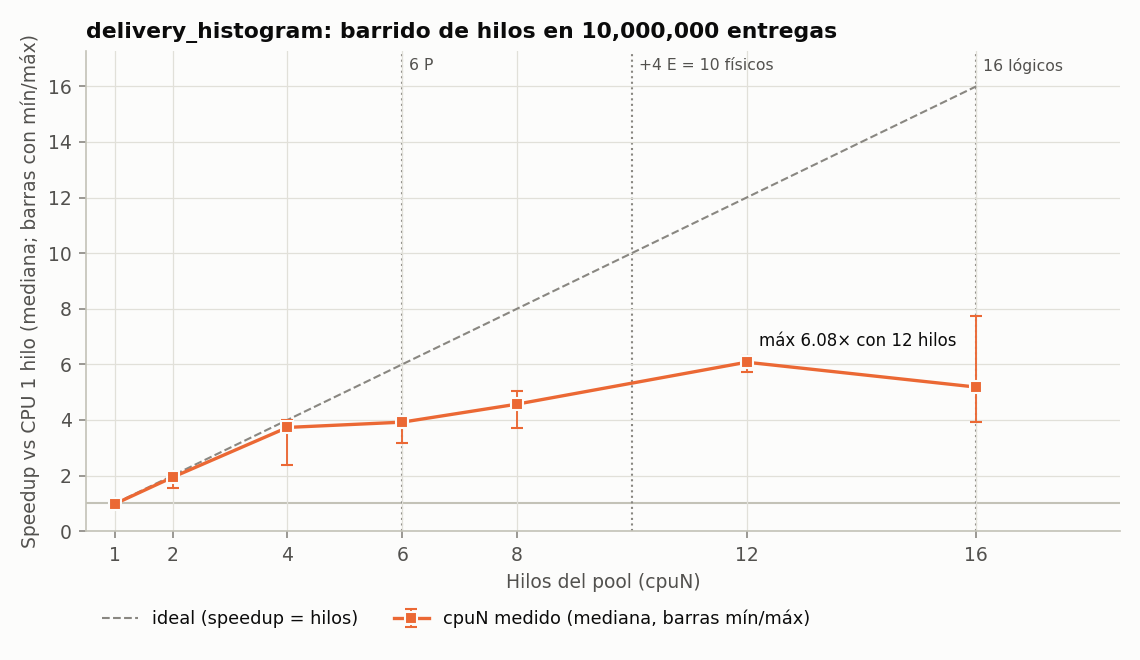 delivery_histogram: barrido de hilos en 10,000,000 entregas
Speedup vs CPU 1 hilo (mediana; barras con mín/máx)
6 P
+4 E = 10 físicos
16 lógicos
16
14
12
10
8
6
4
2
0
máx 6.08× con 12 hilos
1 2 4 6 8 12 16
Hilos del pool (cpuN)
ideal (speedup = hilos)
cpuN medido (mediana, barras mín/máx)